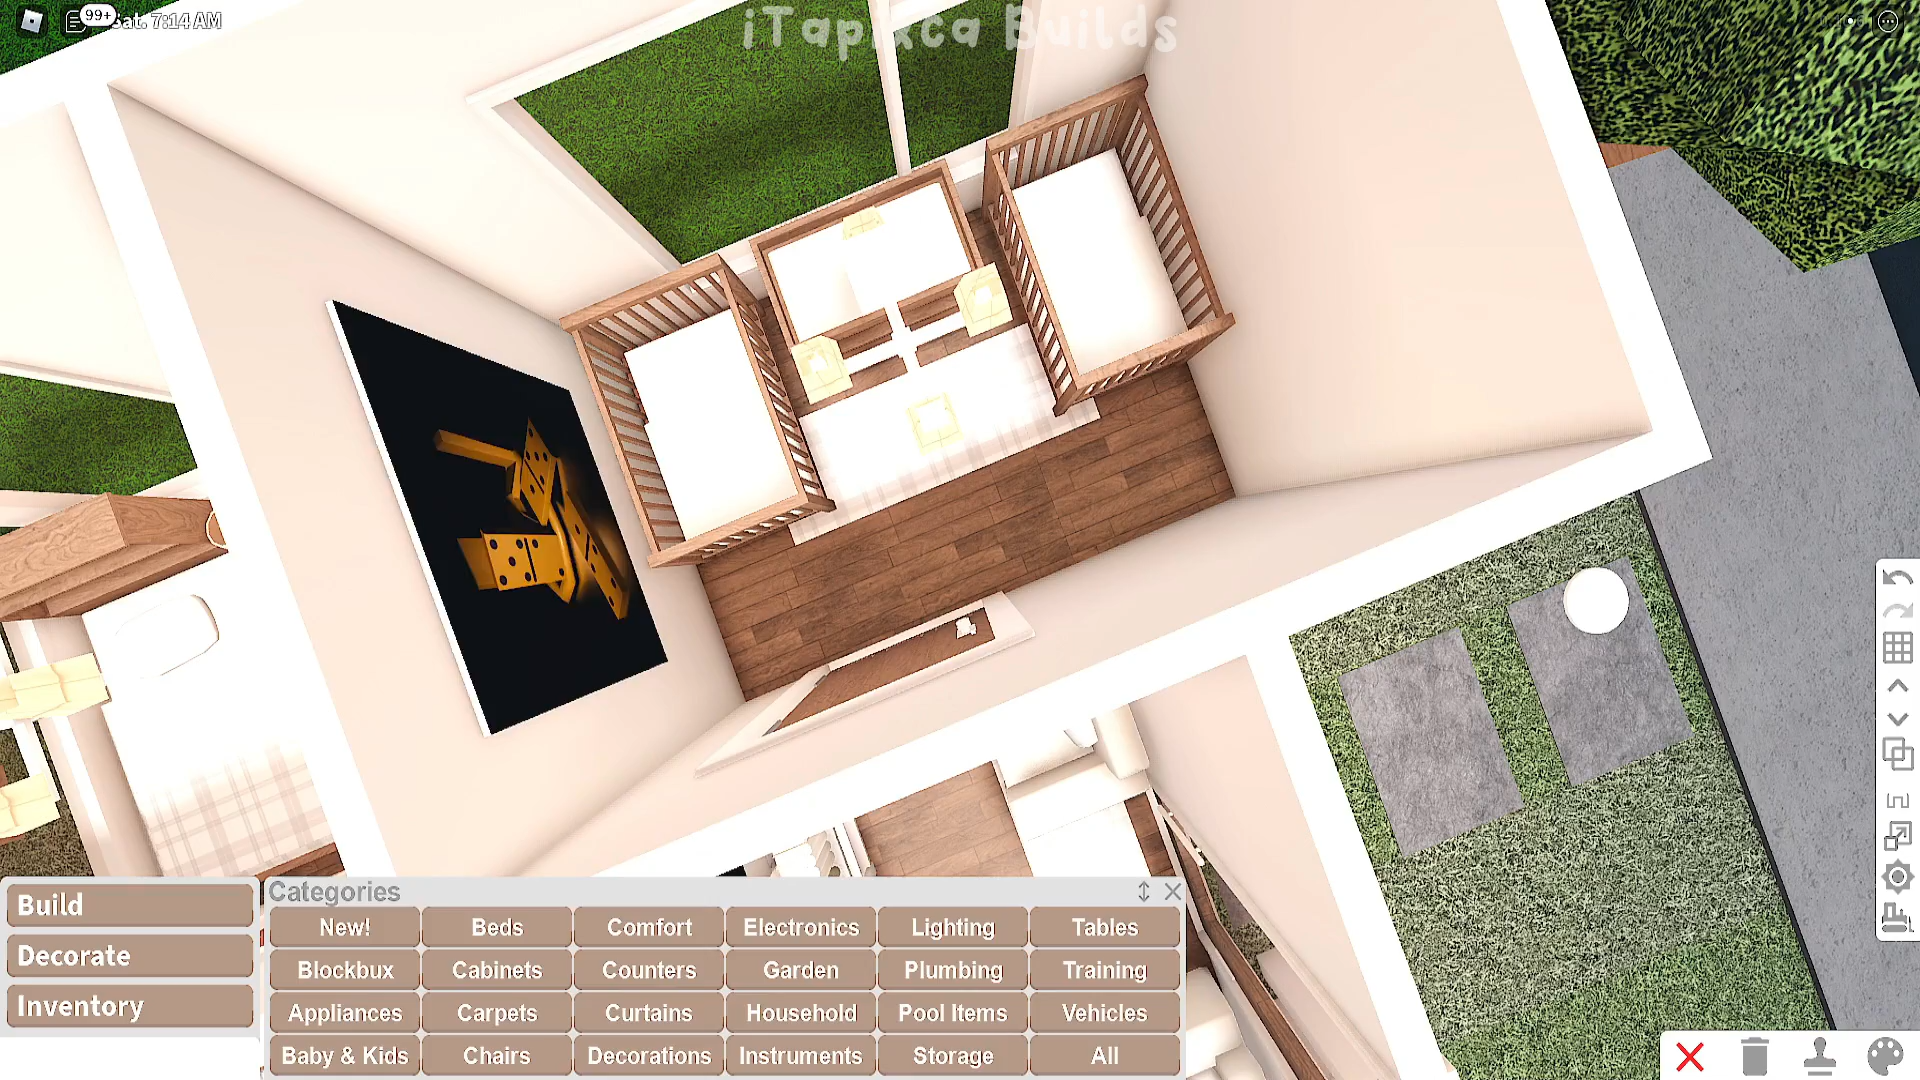 99+
Sat. 7:14 AM
iTapixca Builds
Build
Decorate
Inventory
Categories
New! Beds Comfort Electronics Lighting Tables
Blockbux Cabinets Counters Garden Plumbing Training
Appliances Carpets Curtains Household Pool Items Vehicles
Baby & Kids Chairs Decorations Instruments Storage All